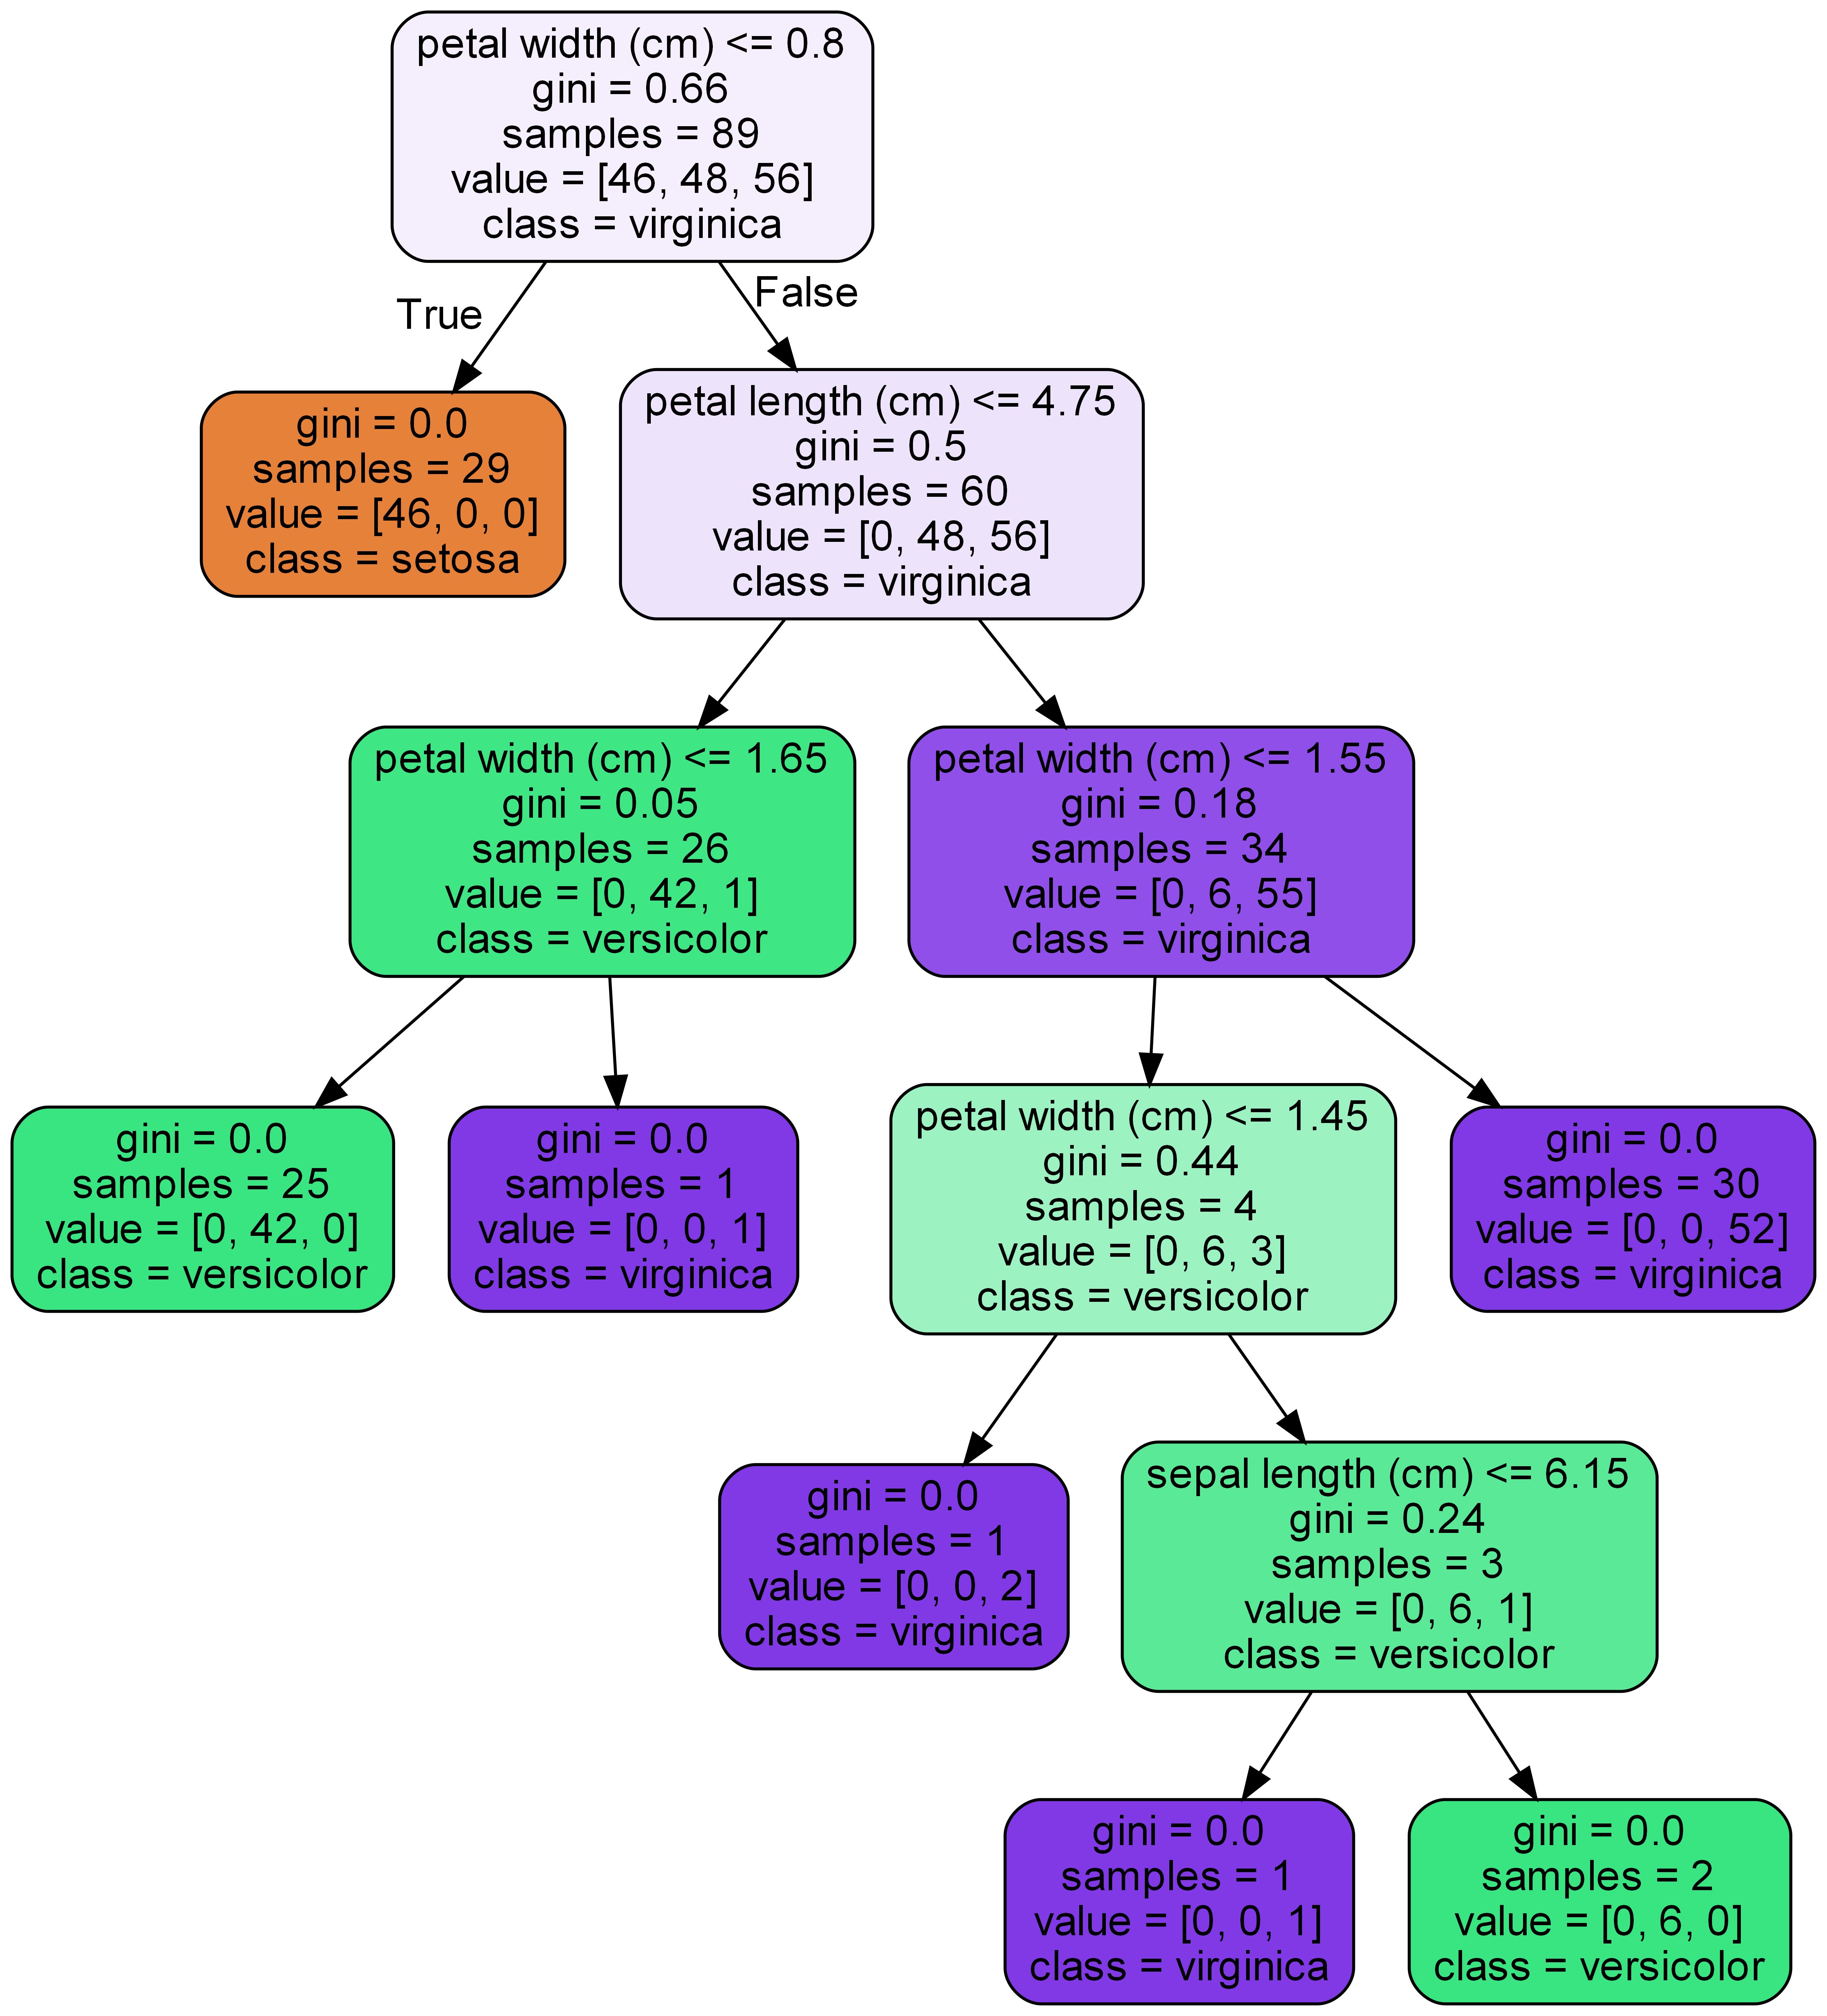 petal width (cm) <= 0.8
gini = 0.66
samples = 89
value = [46, 48, 56]
class = virginica
True
False
gini = 0.0
samples = 29
value = [46, 0, 0]
class = setosa
petal length (cm) <= 4.75
gini = 0.5
samples = 60
value = [0, 48, 56]
class = virginica
petal width (cm) <= 1.65
gini = 0.05
samples = 26
value = [0, 42, 1]
class = versicolor
petal width (cm) <= 1.55
gini = 0.18
samples = 34
value = [0, 6, 55]
class = virginica
gini = 0.0
samples = 25
value = [0, 42, 0]
class = versicolor
gini = 0.0
samples = 1
value = [0, 0, 1]
class = virginica
petal width (cm) <= 1.45
gini = 0.44
samples = 4
value = [0, 6, 3]
class = versicolor
gini = 0.0
samples = 30
value = [0, 0, 52]
class = virginica
gini = 0.0
samples = 1
value = [0, 0, 2]
class = virginica
sepal length (cm) <= 6.15
gini = 0.24
samples = 3
value = [0, 6, 1]
class = versicolor
gini = 0.0
samples = 1
value = [0, 0, 1]
class = virginica
gini = 0.0
samples = 2
value = [0, 6, 0]
class = versicolor